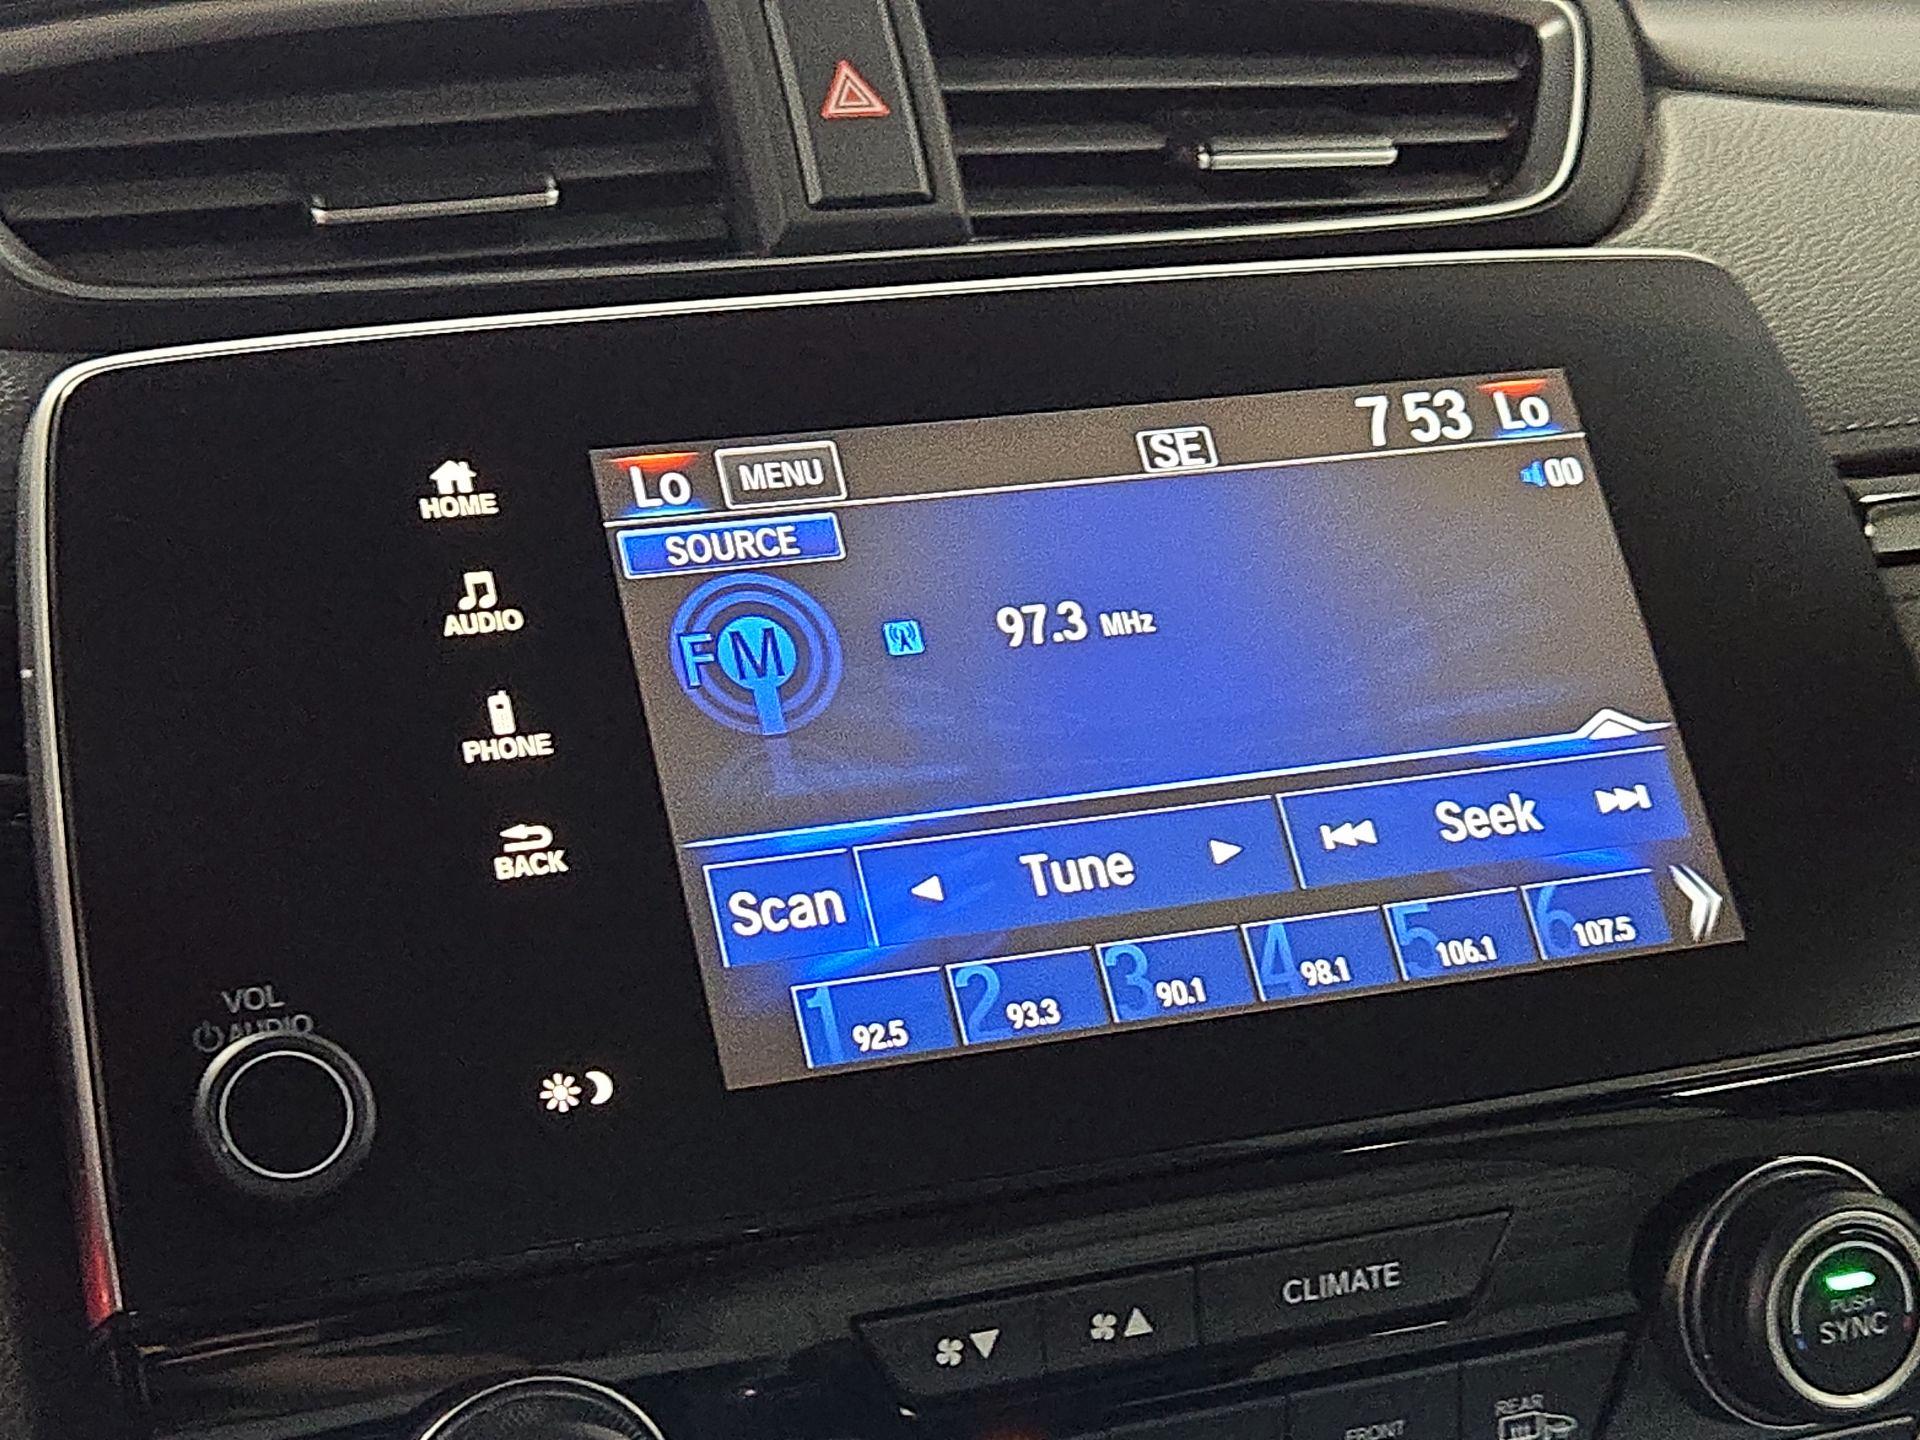 Lo MENU SE 7 53 Lo
00
SOURCE
FM 97.3 MHz
HOME
AUDIO
PHONE
BACK
Scan Tune Seek
1 92.5 2 93.3 3 90.1 4 98.1 5 106.1 6 107.5
VOL
AUDIO
CLIMATE
PUSH
SYNC
FRONT
REAR